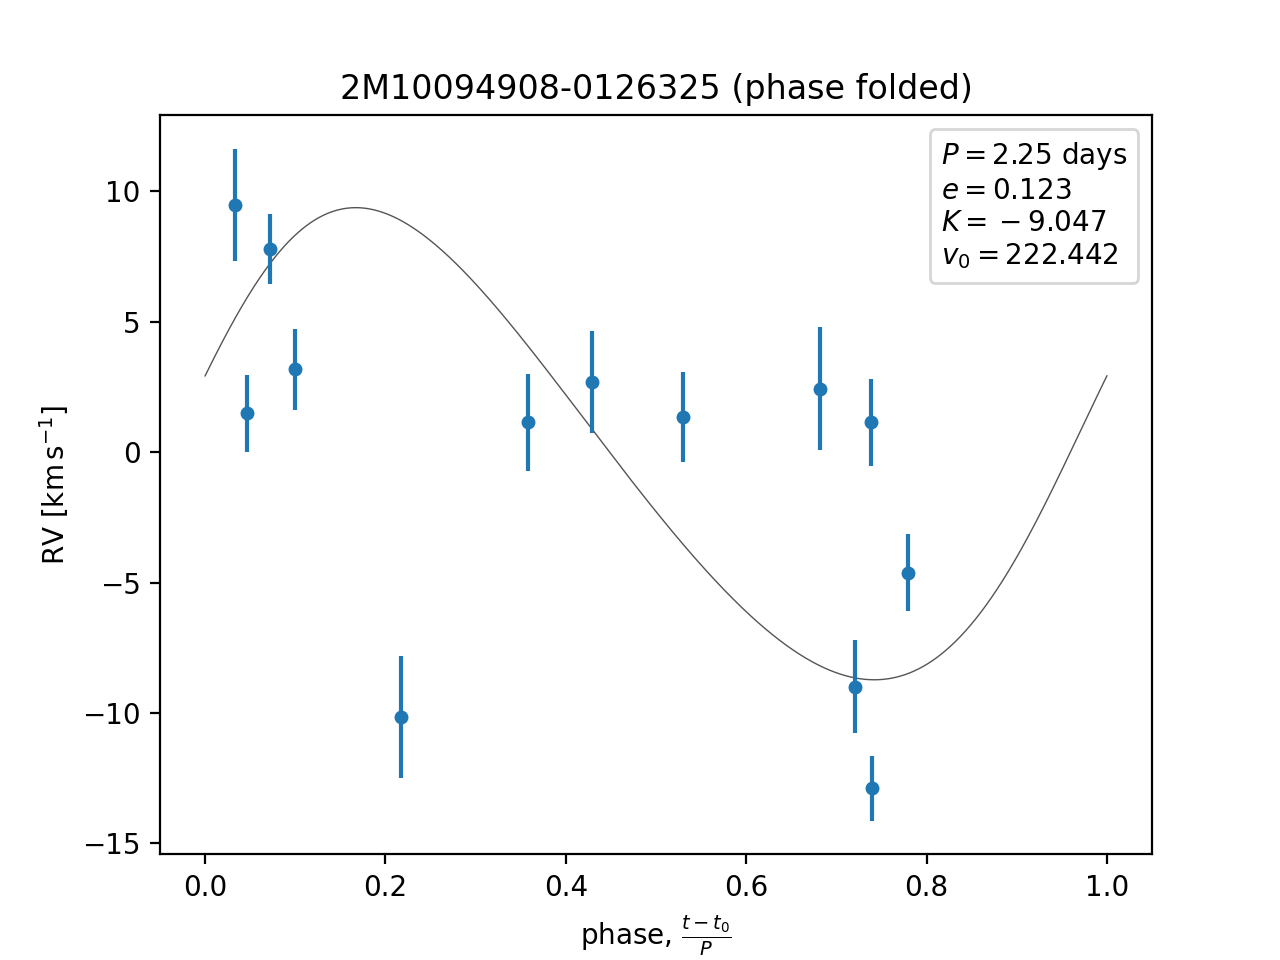 2M10094908-0126325 (phase folded)
P = 2.25 days
e = 0.123
K = −9.047
v₀ = 222.442
RV [km s⁻¹]
10
5
0
−5
−10
−15
0.0 0.2 0.4 0.6 0.8 1.0
phase, (t − t₀)/P